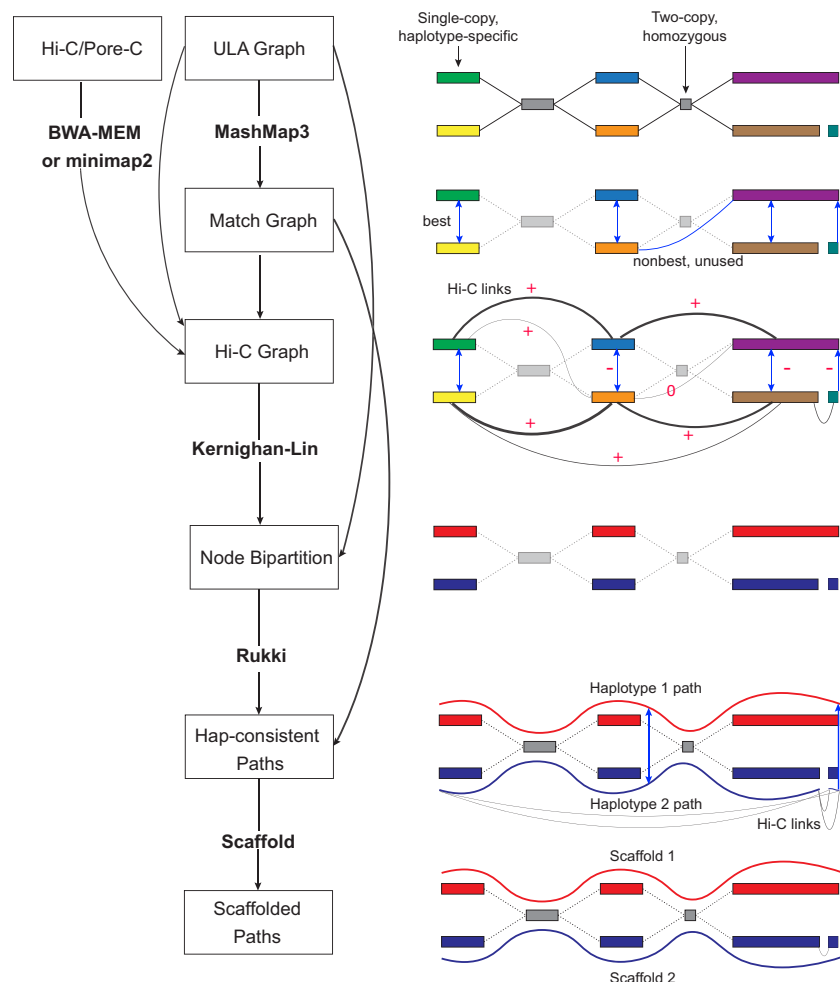 Hi-C/Pore-C
ULA Graph
BWA-MEM
or minimap2
MashMap3
Match Graph
Hi-C Graph
Kernighan-Lin
Node Bipartition
Rukki
Hap-consistent
Paths
Scaffold
Scaffolded
Paths
Single-copy,
haplotype-specific
Two-copy,
homozygous
best
nonbest, unused
Hi-C links
+
+
+
-
-
-
0
+
+
+
Haplotype 1 path
Haplotype 2 path
Hi-C links
Scaffold 1
Scaffold 2